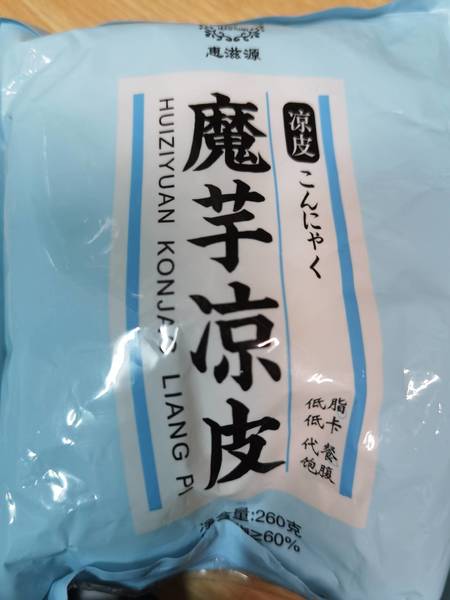 惠滋源
凉皮
こんにゃく
魔芋凉皮
HUIZIYUAN KONJAC LIANG PI
低脂
低卡
代餐
饱腹
净含量:260克
≥60%